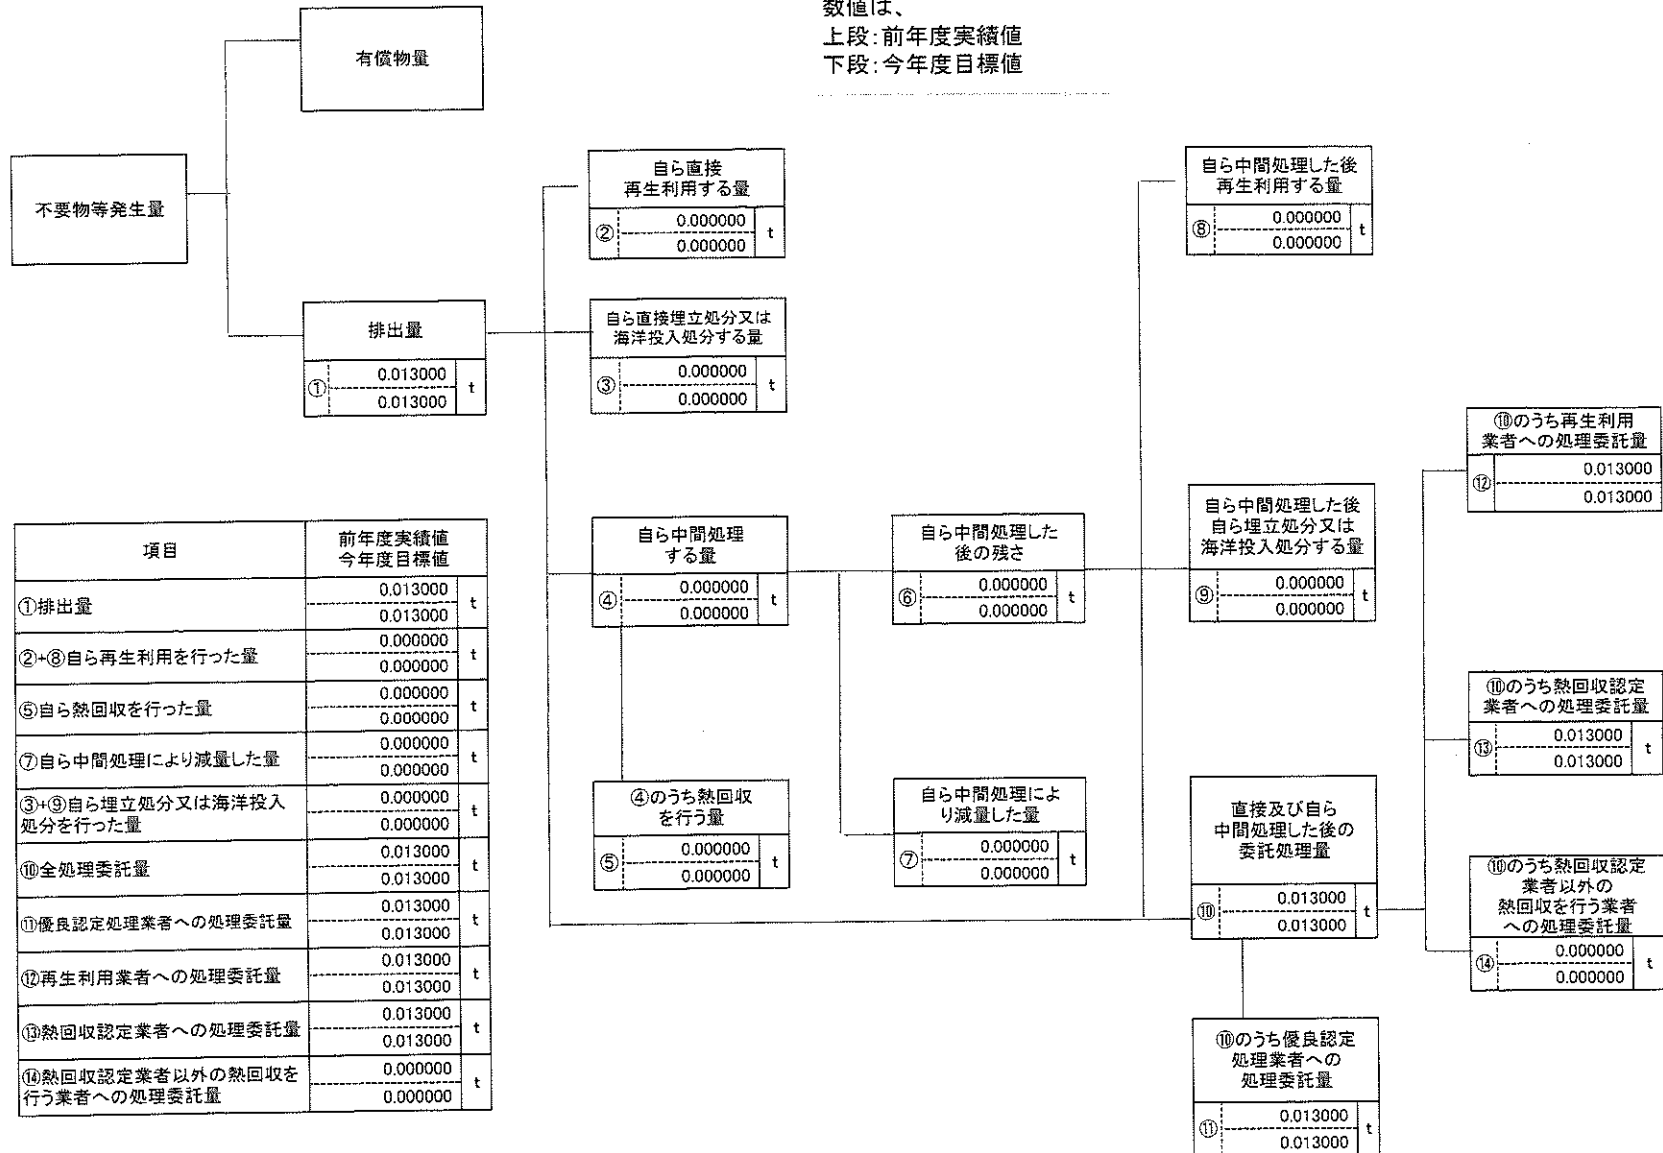 数値は、
上段:前年度実績値
下段:今年度目標値
有償物量
不要物等発生量
排出量
① 0.013000 t
0.013000
自ら直接
再生利用する量
② 0.000000 t
0.000000
自ら直接埋立処分又は
海洋投入処分する量
③ 0.000000 t
0.000000
自ら中間処理
する量
④ 0.000000 t
0.000000
④のうち熱回収
を行う量
⑤ 0.000000 t
0.000000
自ら中間処理した
後の残さ
⑥ 0.000000 t
0.000000
自ら中間処理によ
り減量した量
⑦ 0.000000 t
0.000000
自ら中間処理した後
再生利用する量
⑧ 0.000000 t
0.000000
自ら中間処理した後
自ら埋立処分又は
海洋投入処分する量
⑨ 0.000000 t
0.000000
直接及び自ら
中間処理した後の
委託処理量
⑩ 0.013000 t
0.013000
⑩のうち優良認定
処理業者への
処理委託量
⑪ 0.013000 t
0.013000
⑩のうち再生利用
業者への処理委託量
⑫ 0.013000
0.013000
⑩のうち熱回収認定
業者への処理委託量
⑬ 0.013000 t
0.013000
⑩のうち熱回収認定
業者以外の
熱回収を行う業者
への処理委託量
⑭ 0.000000 t
0.000000
項目 前年度実績値
今年度目標値
①排出量 0.013000 t
0.013000
②+⑧自ら再生利用を行った量 0.000000 t
0.000000
⑤自ら熱回収を行った量 0.000000 t
0.000000
⑦自ら中間処理により減量した量 0.000000 t
0.000000
③+⑨自ら埋立処分又は海洋投入 0.000000 t
処分を行った量 0.000000
⑩全処理委託量 0.013000 t
0.013000
⑪優良認定処理業者への処理委託量 0.013000 t
0.013000
⑫再生利用業者への処理委託量 0.013000 t
0.013000
⑬熱回収認定業者への処理委託量 0.013000 t
0.013000
⑭熱回収認定業者以外の熱回収を 0.000000 t
行う業者への処理委託量 0.000000